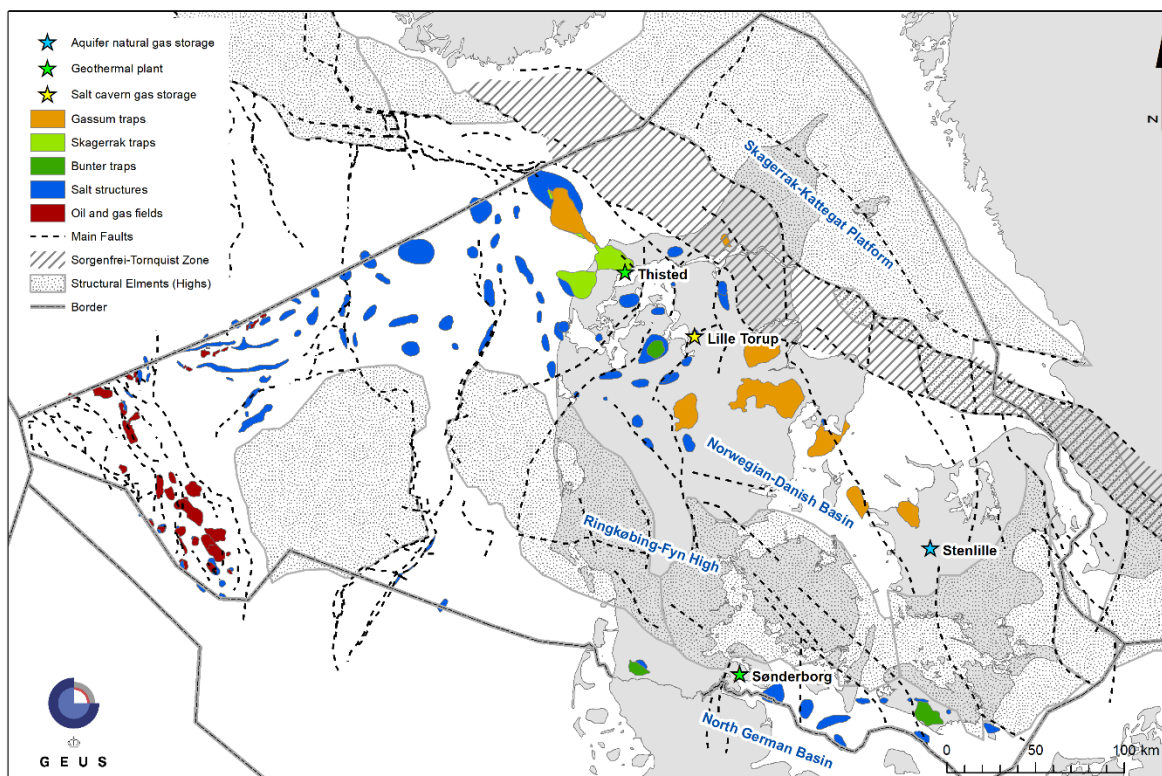 Aquifer natural gas storage
Geothermal plant
Salt cavern gas storage
Gassum traps
Skagerrak traps
Bunter traps
Salt structures
Oil and gas fields
Main Faults
Sorgenfrei-Tornquist Zone
Structural Elments (Highs)
Border
N
Skagerrak-Kattegat Platform
Thisted
Lille Torup
Norwegian-Danish Basin
Ringkøbing-Fyn High
Stenlille
Sønderborg
North German Basin
0 50 100 km
G E U S